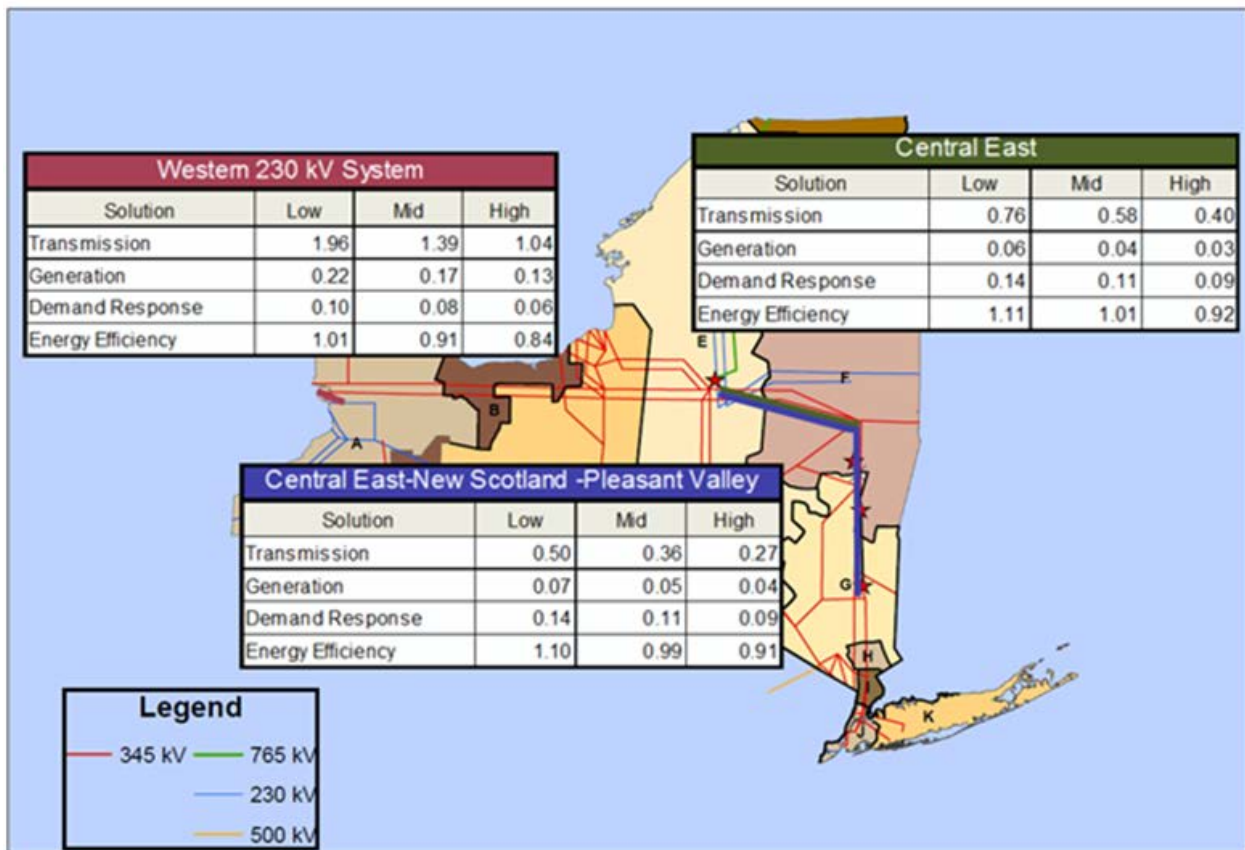 Western 230 kV System
Solution Low Mid High
Transmission 1.96 1.39 1.04
Generation 0.22 0.17 0.13
Demand Response 0.10 0.08 0.06
Energy Efficiency 1.01 0.91 0.84
Central East
Solution Low Mid High
Transmission 0.76 0.58 0.40
Generation 0.06 0.04 0.03
Demand Response 0.14 0.11 0.09
Energy Efficiency 1.11 1.01 0.92
E
F
B
A
Central East-New Scotland -Pleasant Valley
Solution Low Mid High
Transmission 0.50 0.36 0.27
Generation 0.07 0.05 0.04
Demand Response 0.14 0.11 0.09
Energy Efficiency 1.10 0.99 0.91
G
H
I
K
J
Legend
345 kV 765 kV
230 kV
500 kV